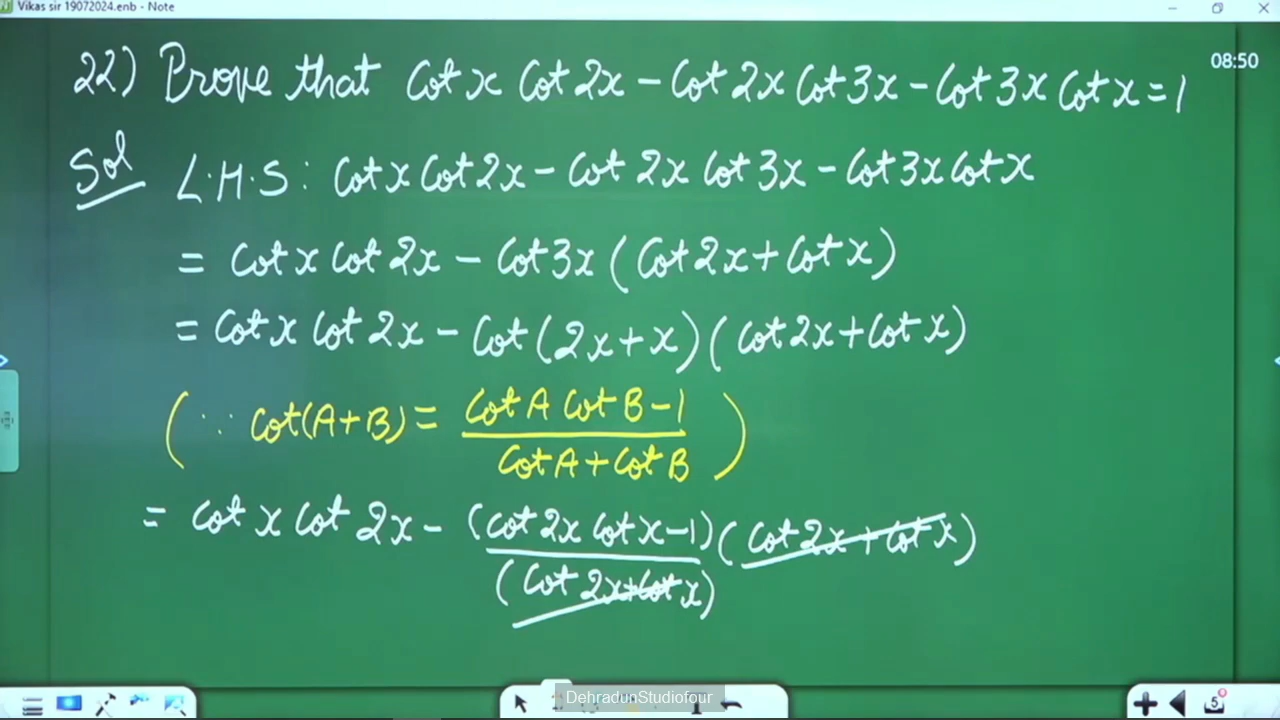 Vikas sir 19072024.enb - Note
08:50
22) Prove that Cot x Cot 2x - Cot 2x Cot 3x - Cot 3x Cot x = 1
Sol L.H.S : Cot x Cot 2x - Cot 2x Cot 3x - Cot 3x Cot x
= Cot x Cot 2x - Cot 3x ( Cot 2x + Cot x )
= Cot x Cot 2x - Cot (2x + x) ( Cot 2x + Cot x )
( ∵ Cot(A+B) = Cot A Cot B - 1 )
Cot A + Cot B
= Cot x Cot 2x - (Cot 2x Cot x - 1) ( Cot 2x + Cot x )
( Cot 2x + Cot x )
DehradunStudiofour
5